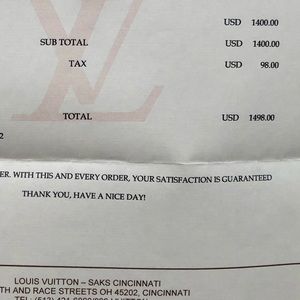 USD 1400.00
SUB TOTAL USD 1400.00
TAX USD 98.00
TOTAL USD 1498.00
2
ER. WITH THIS AND EVERY ORDER, YOUR SATISFACTION IS GUARANTEED
THANK YOU, HAVE A NICE DAY!
LOUIS VUITTON – SAKS CINCINNATI
TH AND RACE STREETS OH 45202, CINCINNATI